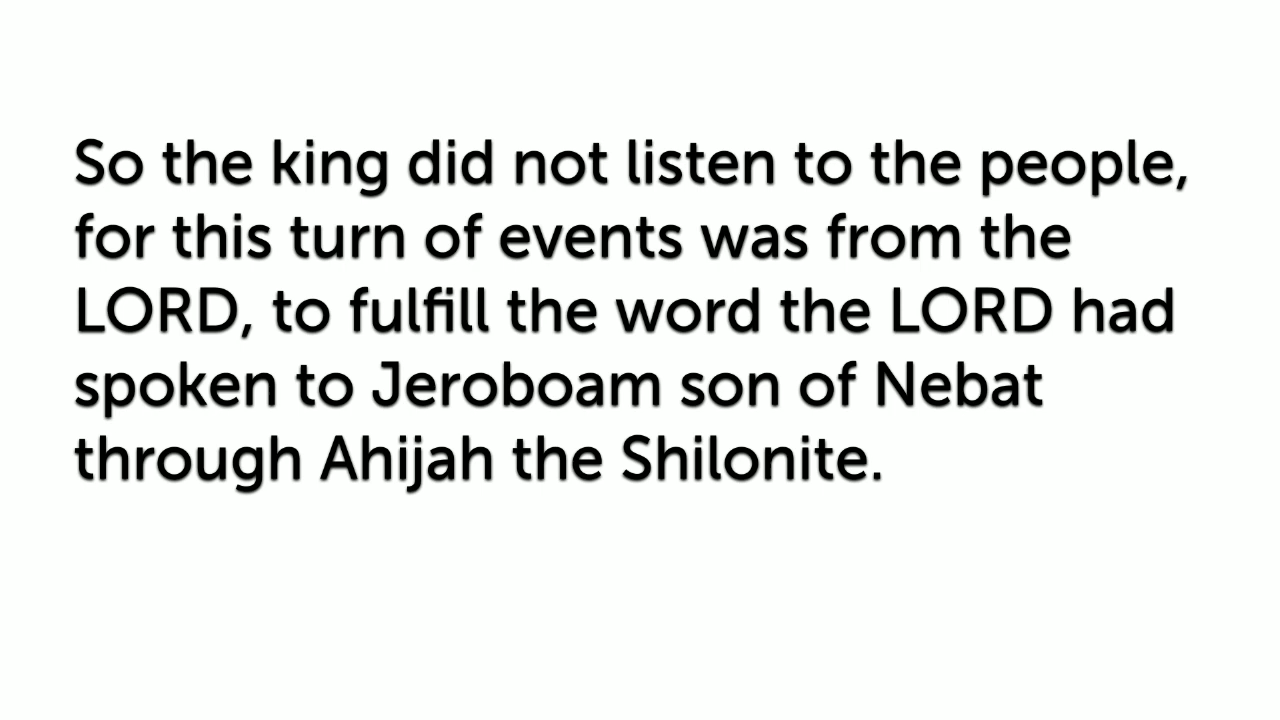 So the king did not listen to the people,
for this turn of events was from the
LORD, to fulfill the word the LORD had
spoken to Jeroboam son of Nebat
through Ahijah the Shilonite.